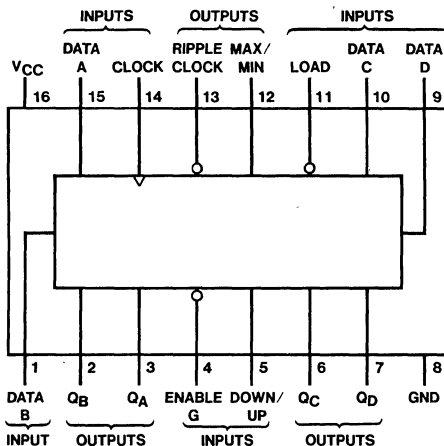 INPUTS OUTPUTS INPUTS
DATA RIPPLE MAX/ DATA DATA
VCC A CLOCK CLOCK MIN LOAD C D
16 15 14 13 12 11 10 9
1 2 3 4 5 6 7 8
DATA QB QA ENABLE DOWN/ QC QD GND
B G UP
INPUT OUTPUTS INPUTS OUTPUTS